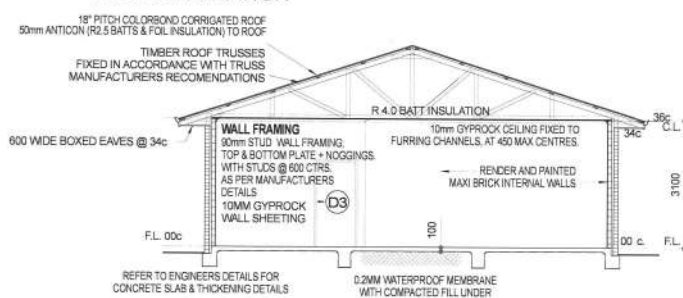 18" PITCH COLORBOND CORRIGATED ROOF
50mm ANTICON (R2.5 BATTS & FOIL INSULATION) TO ROOF
TIMBER ROOF TRUSSES
FIXED IN ACCORDANCE WITH TRUSS
MANUFACTURERS RECOMENDATIONS
R 4.0 BATT INSULATION
36c
C.L.
600 WIDE BOXED EAVES @ 34c
34c
WALL FRAMING
90mm STUD WALL FRAMING,
TOP & BOTTOM PLATE + NOGGINGS.
WITH STUDS @ 600 CTRS.
AS PER MANUFACTURERS
DETAILS
10MM GYPROCK
WALL SHEETING
D3
10mm GYPROCK CEILING FIXED TO
FURRING CHANNELS, AT 450 MAX CENTRES.
RENDER AND PAINTED
MAXI BRICK INTERNAL WALLS
3100
100
F.L. 00c
00 c.
F.L.
REFER TO ENGINEERS DETAILS FOR
CONCRETE SLAB & THICKENING DETAILS
0.2MM WATERPROOF MEMBRANE
WITH COMPACTED FILL UNDER